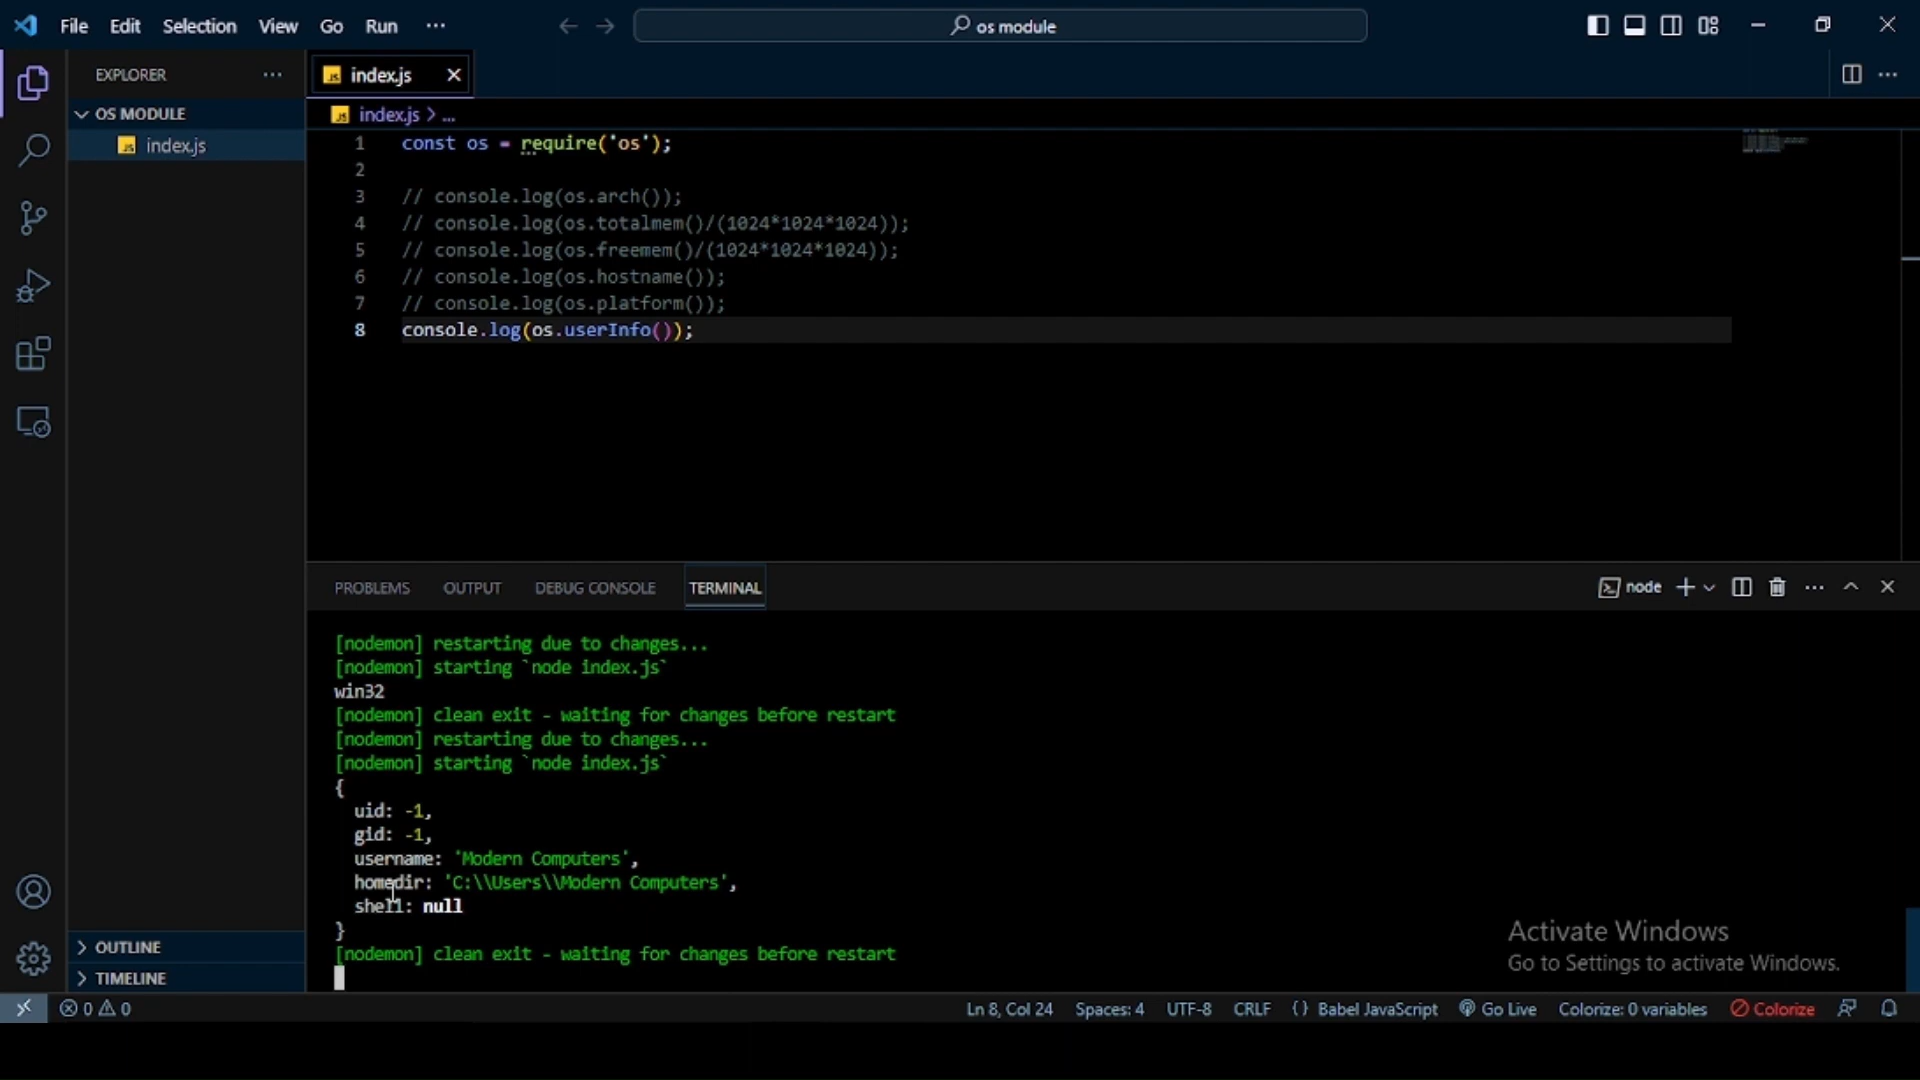 File Edit Selection View Go Run ···
os module
EXPLORER ···
OS MODULE
index.js
index.js
index.js > ...
1 const os = require('os');
2
3 // console.log(os.arch());
4 // console.log(os.totalmem()/(1024*1024*1024));
5 // console.log(os.freemem()/(1024*1024*1024));
6 // console.log(os.hostname());
7 // console.log(os.platform());
8 console.log(os.userInfo());
PROBLEMS OUTPUT DEBUG CONSOLE TERMINAL
node
[nodemon] restarting due to changes...
[nodemon] starting `node index.js`
win32
[nodemon] clean exit - waiting for changes before restart
[nodemon] restarting due to changes...
[nodemon] starting `node index.js`
{
uid: -1,
gid: -1,
username: 'Modern Computers',
homedir: 'C:\\Users\\Modern Computers',
shell: null
}
[nodemon] clean exit - waiting for changes before restart
OUTLINE
TIMELINE
Activate Windows
Go to Settings to activate Windows.
0 0
Ln 8, Col 24 Spaces: 4 UTF-8 CRLF {} Babel JavaScript Go Live Colorize: 0 variables Colorize